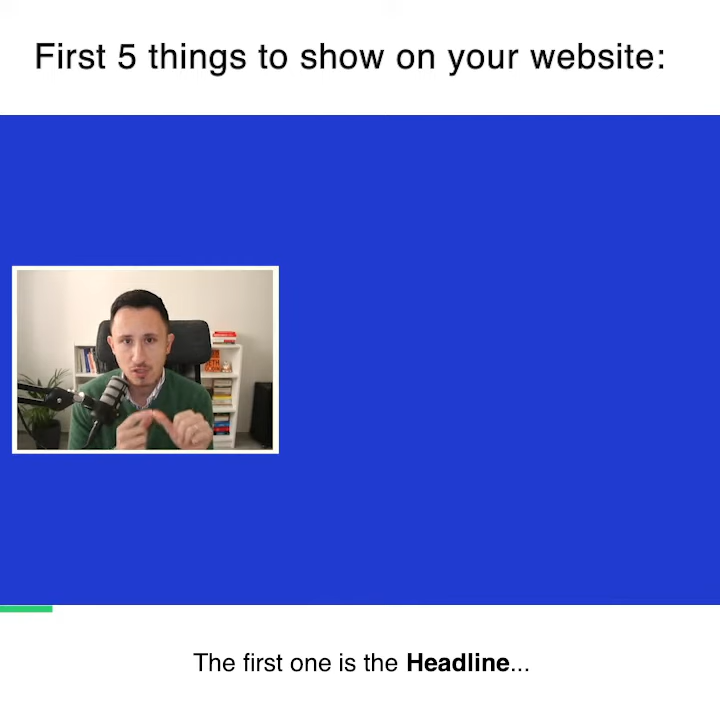 First 5 things to show on your website:
The first one is the Headline...